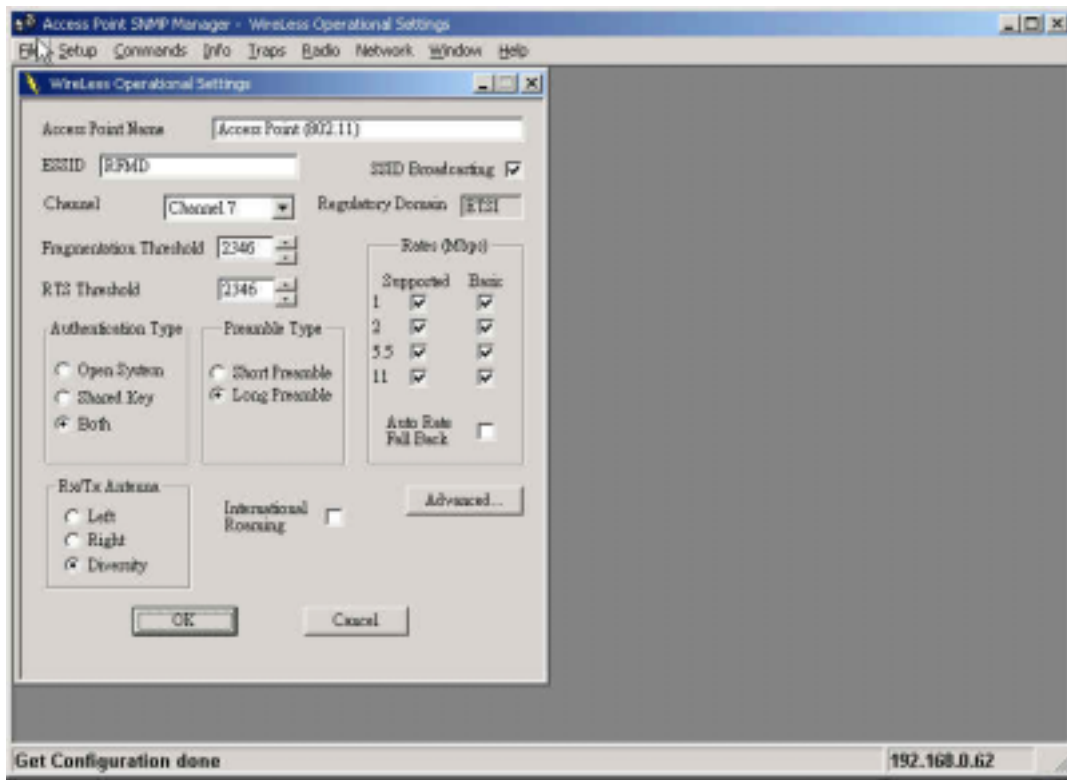 Access Point SNMP Manager - WireLess Operational Settings
File Setup Commands Info Traps Radio Network Window Help
WireLess Operational Settings
Access Point Name Access Point (802.11)
ESSID RFMD SSID Broadcasting
Channel Channel 7 Regulatory Domain ETSI
Fragmentation Threshold 2346 Rates (Mbps)
RTS Threshold 2346 Supported Basic
1
Authentication Type Preamble Type 2
5.5
Open System Short Preamble 11
Shared Key Long Preamble
Both Auto Rate
Fall Back
Rx/Tx Antenna
Left International Advanced...
Roaming
Right
Diversity
OK Cancel
Get Configuration done 192.168.0.62